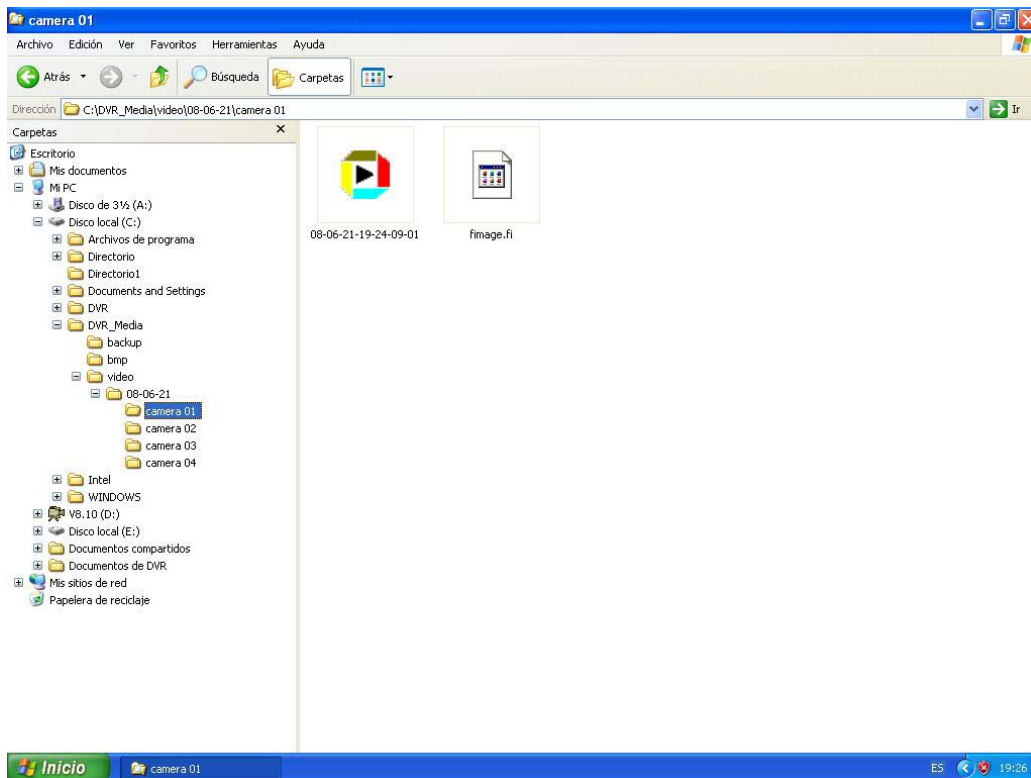 camera 01
Archivo Edición Ver Favoritos Herramientas Ayuda
Atrás Búsqueda Carpetas
Dirección C:\DVR_Media\video\08-06-21\camera 01 Ir
Carpetas
Escritorio
Mis documentos
Mi PC
Disco de 3½ (A:)
Disco local (C:)
Archivos de programa
Directorio
Directorio1
Documents and Settings
DVR
DVR_Media
backup
bmp
video
08-06-21
camera 01
camera 02
camera 03
camera 04
Intel
WINDOWS
V8.10 (D:)
Disco local (E:)
Documentos compartidos
Documentos de DVR
Mis sitios de red
Papelera de reciclaje
08-06-21-19-24-09-01 fimage.fi
Inicio camera 01 ES 19:26